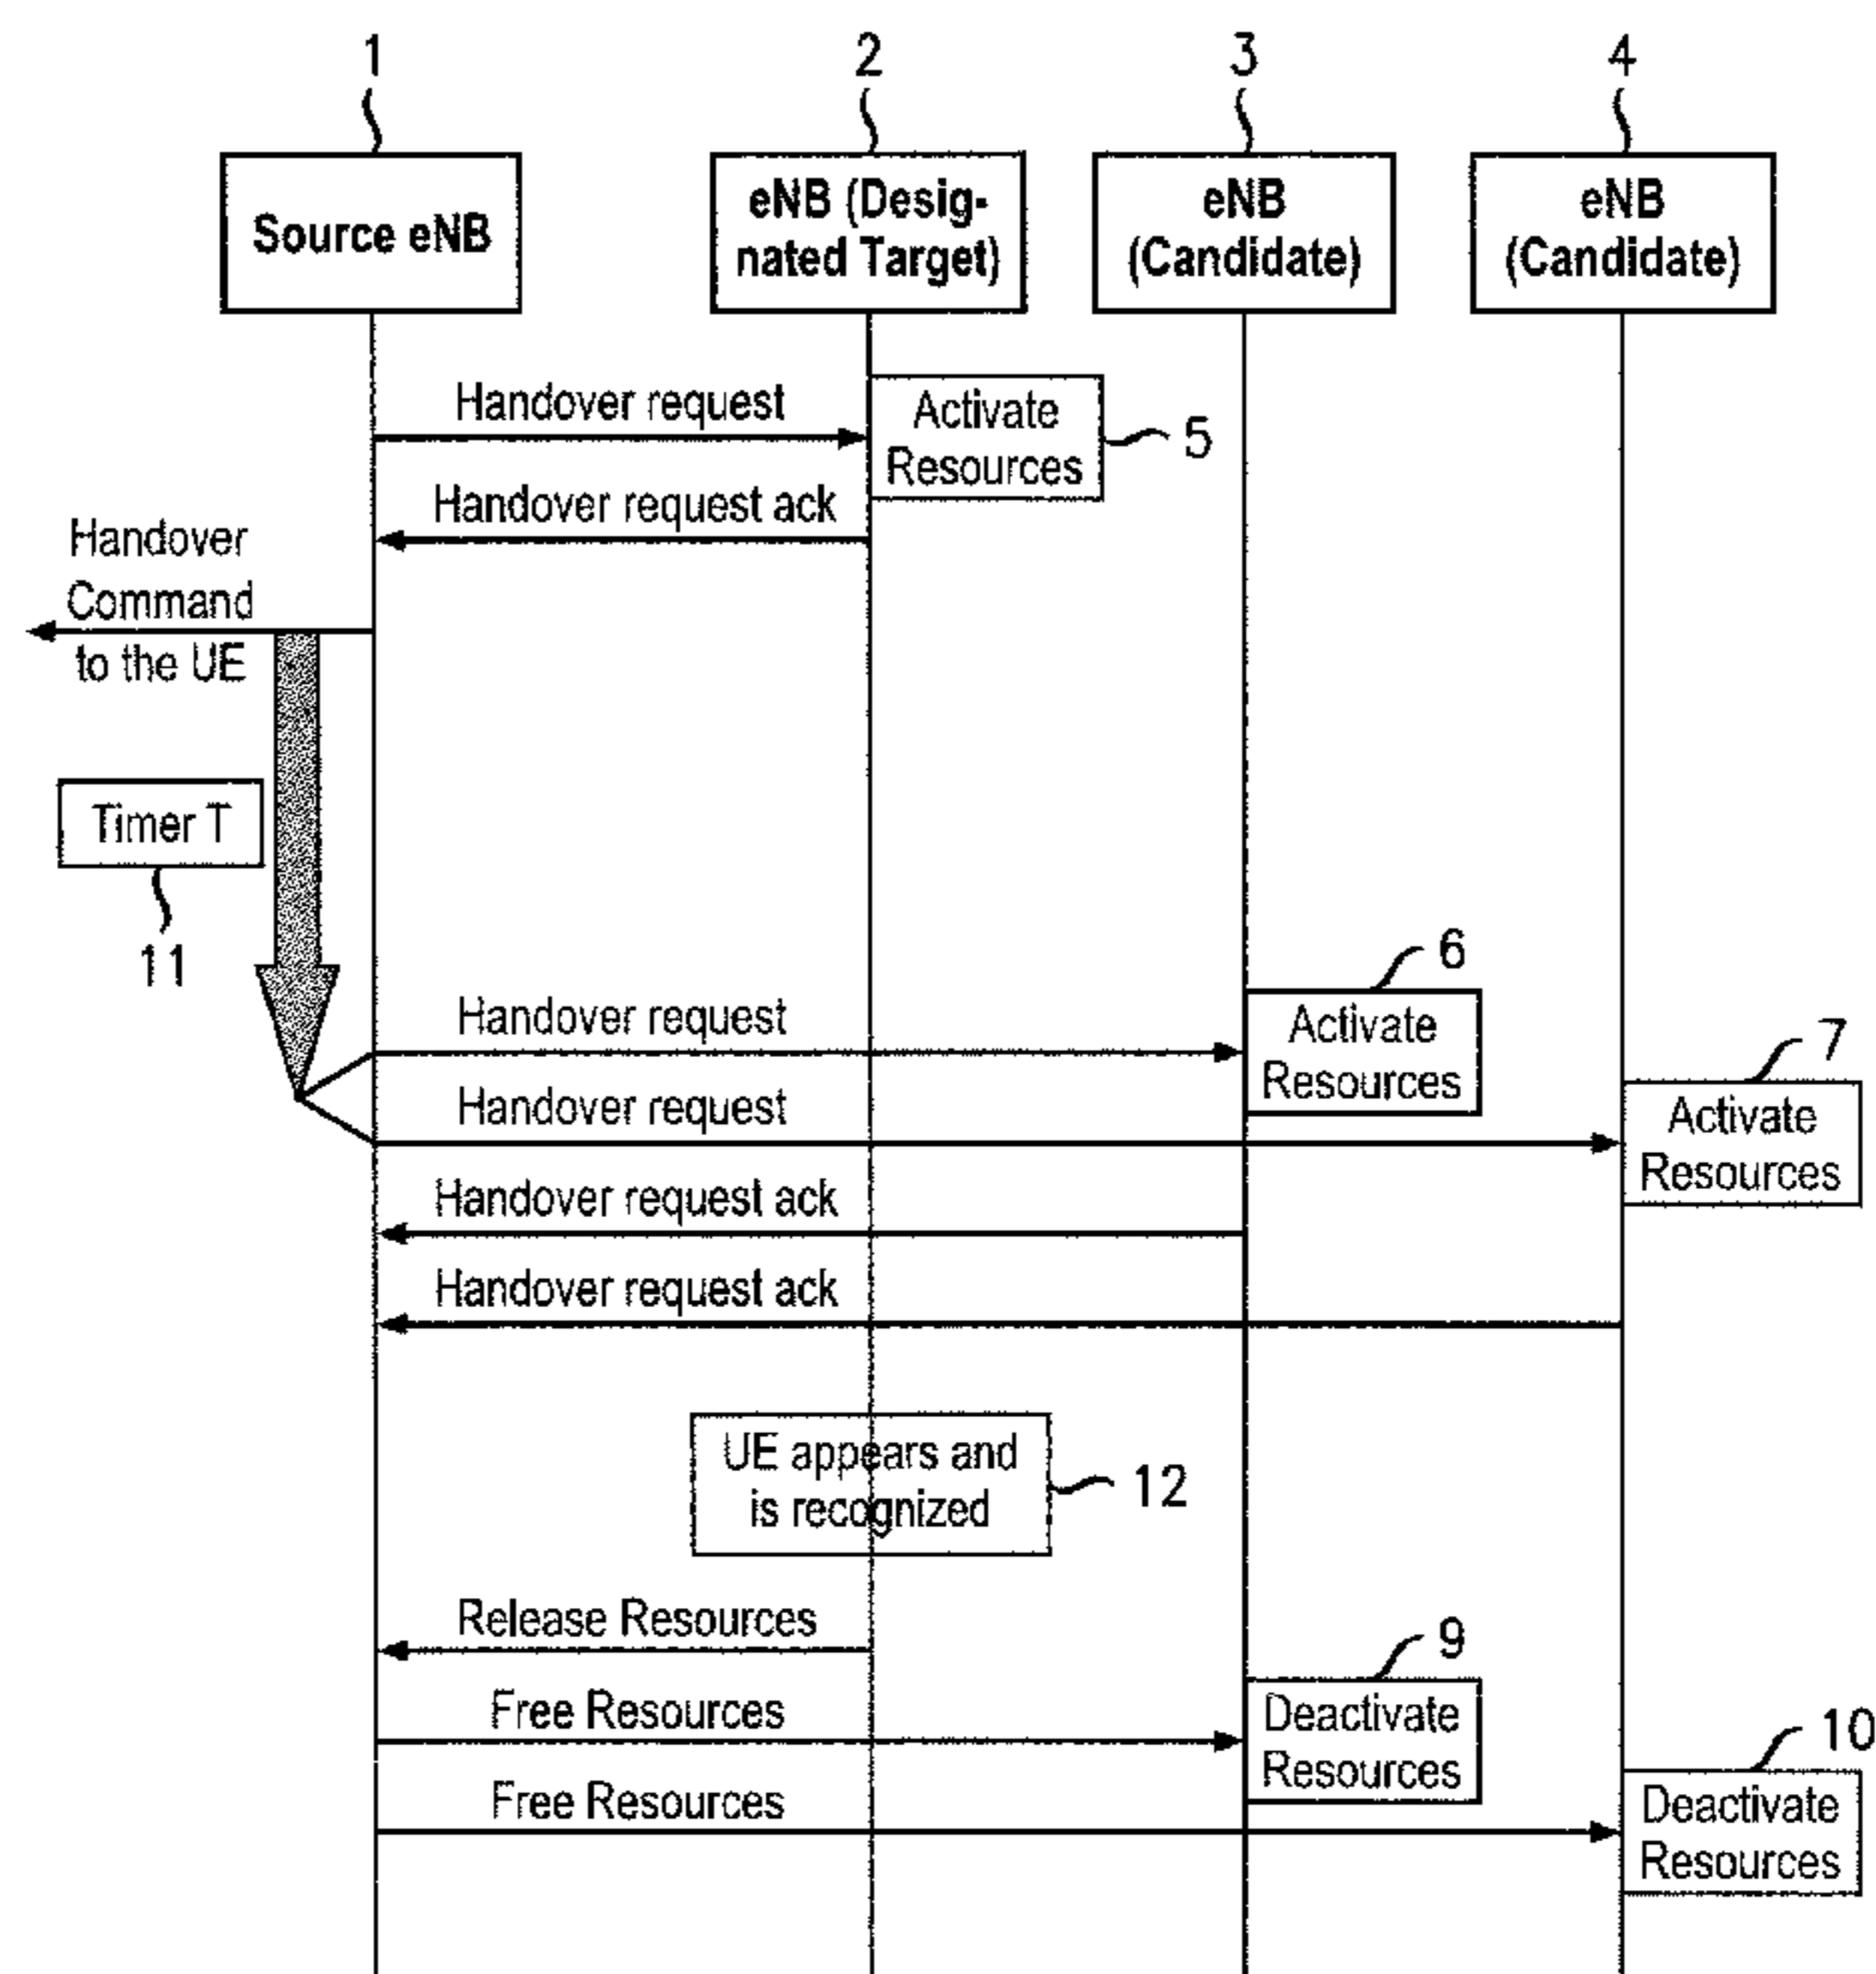 1
2
3
4
Source eNB
eNB (Desig-
nated Target)
eNB
(Candidate)
eNB
(Candidate)
Handover request
Activate
Resources
5
Handover request ack
Handover
Command
to the UE
Timer T
11
6
Handover request
Activate
Resources
7
Handover request
Activate
Resources
Handover request ack
Handover request ack
UE appears and
is recognized
12
Release Resources
9
Free Resources
Deactivate
Resources
10
Free Resources
Deactivate
Resources